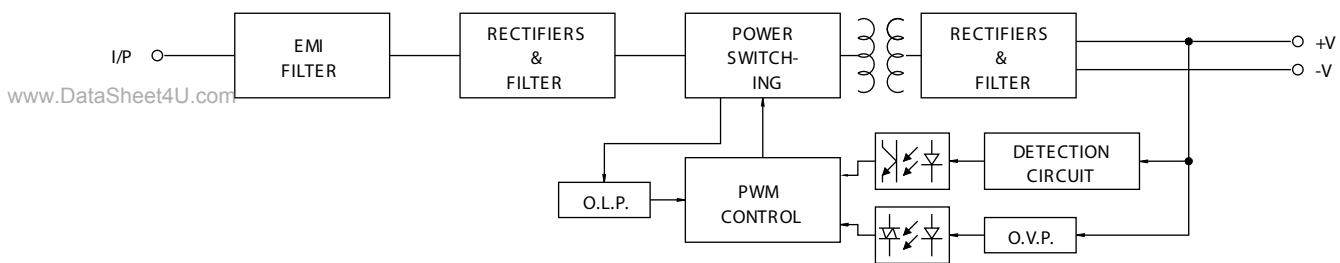 I/P
EMI
FILTER
RECTIFIERS
&
FILTER
POWER
SWITCH-
ING
RECTIFIERS
&
FILTER
+V
-V
www.DataSheet4U.com
O.L.P.
PWM
CONTROL
DETECTION
CIRCUIT
O.V.P.